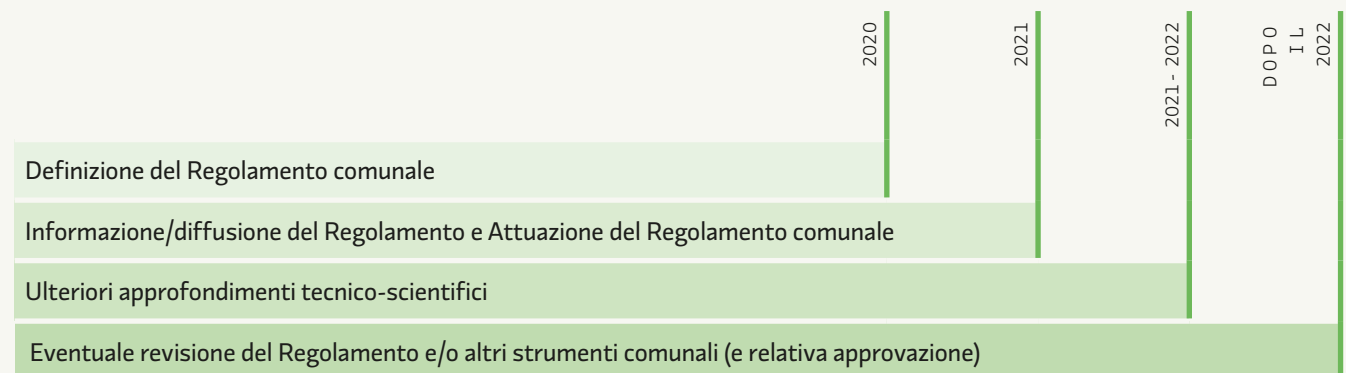 2020
2021
2021 - 2022
DOPO
IL
2022
Definizione del Regolamento comunale
Informazione/diffusione del Regolamento e Attuazione del Regolamento comunale
Ulteriori approfondimenti tecnico-scientifici
Eventuale revisione del Regolamento e/o altri strumenti comunali (e relativa approvazione)